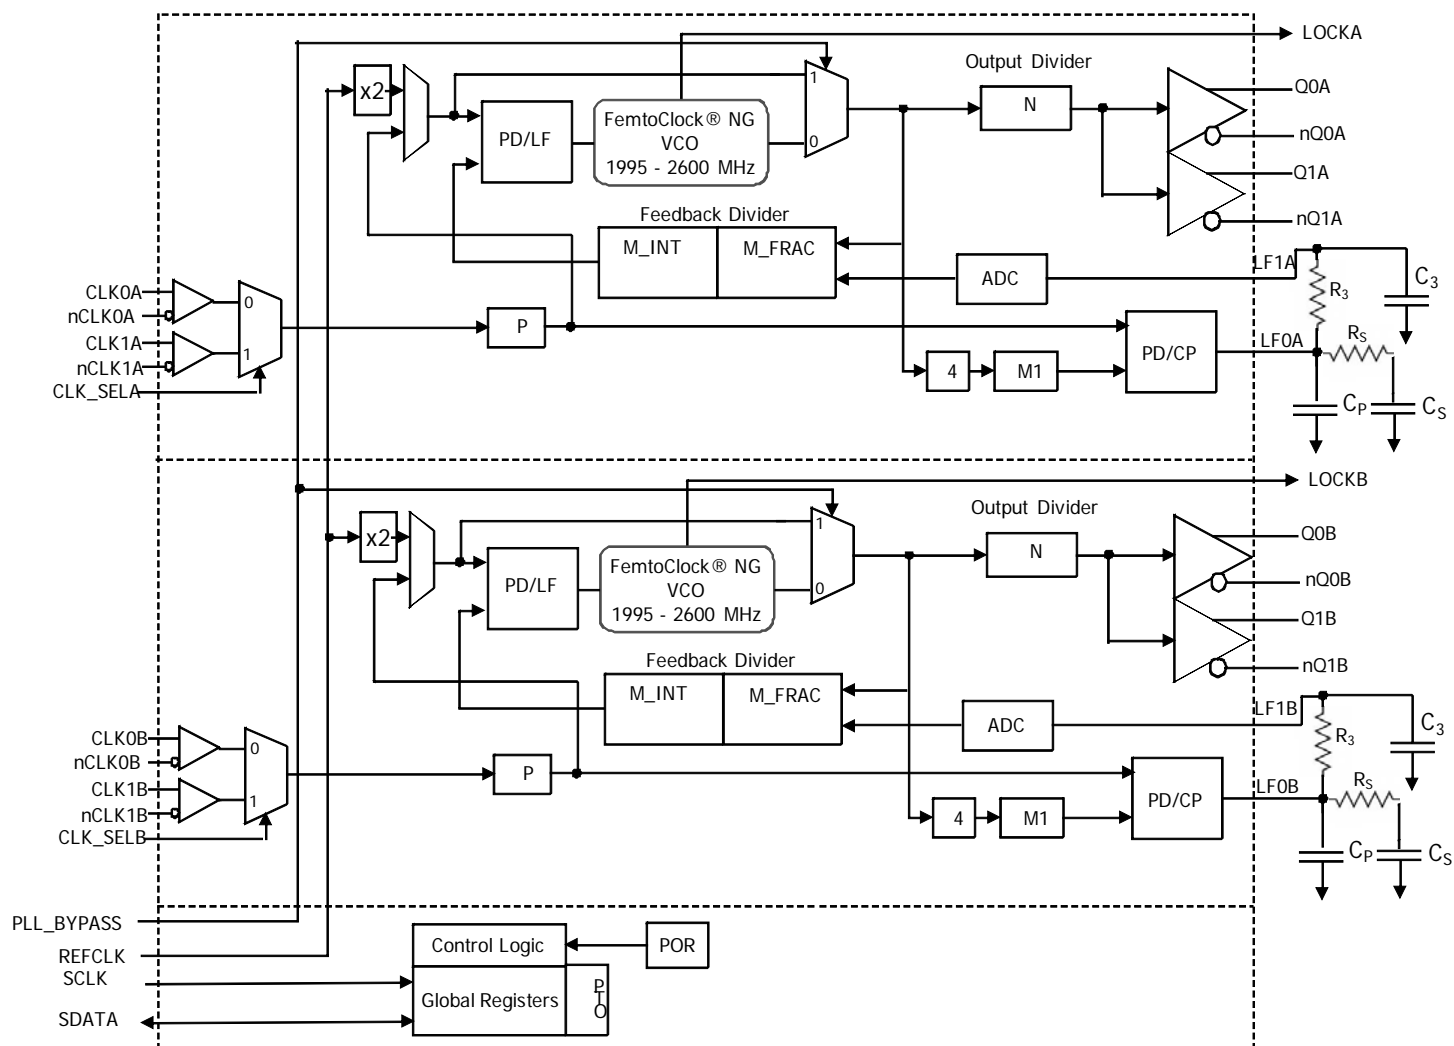 LOCKA
Output Divider
x2
1
0
PD/LF
FemtoClock® NG
VCO
1995 - 2600 MHz
N
Q0A
nQ0A
Q1A
nQ1A
Feedback Divider
M_INT
M_FRAC
ADC
LF1A
R3
C3
CLK0A
nCLK0A
CLK1A
nCLK1A
CLK_SELA
0
1
P
4
M1
PD/CP
LF0A
RS
CP
CS
LOCKB
Output Divider
x2
1
0
PD/LF
FemtoClock® NG
VCO
1995 - 2600 MHz
N
Q0B
nQ0B
Q1B
nQ1B
Feedback Divider
M_INT
M_FRAC
ADC
LF1B
R3
C3
CLK0B
nCLK0B
CLK1B
nCLK1B
CLK_SELB
0
1
P
4
M1
PD/CP
LF0B
RS
CP
CS
PLL_BYPASS
REFCLK
SCLK
SDATA
Control Logic
POR
Global Registers
OTP